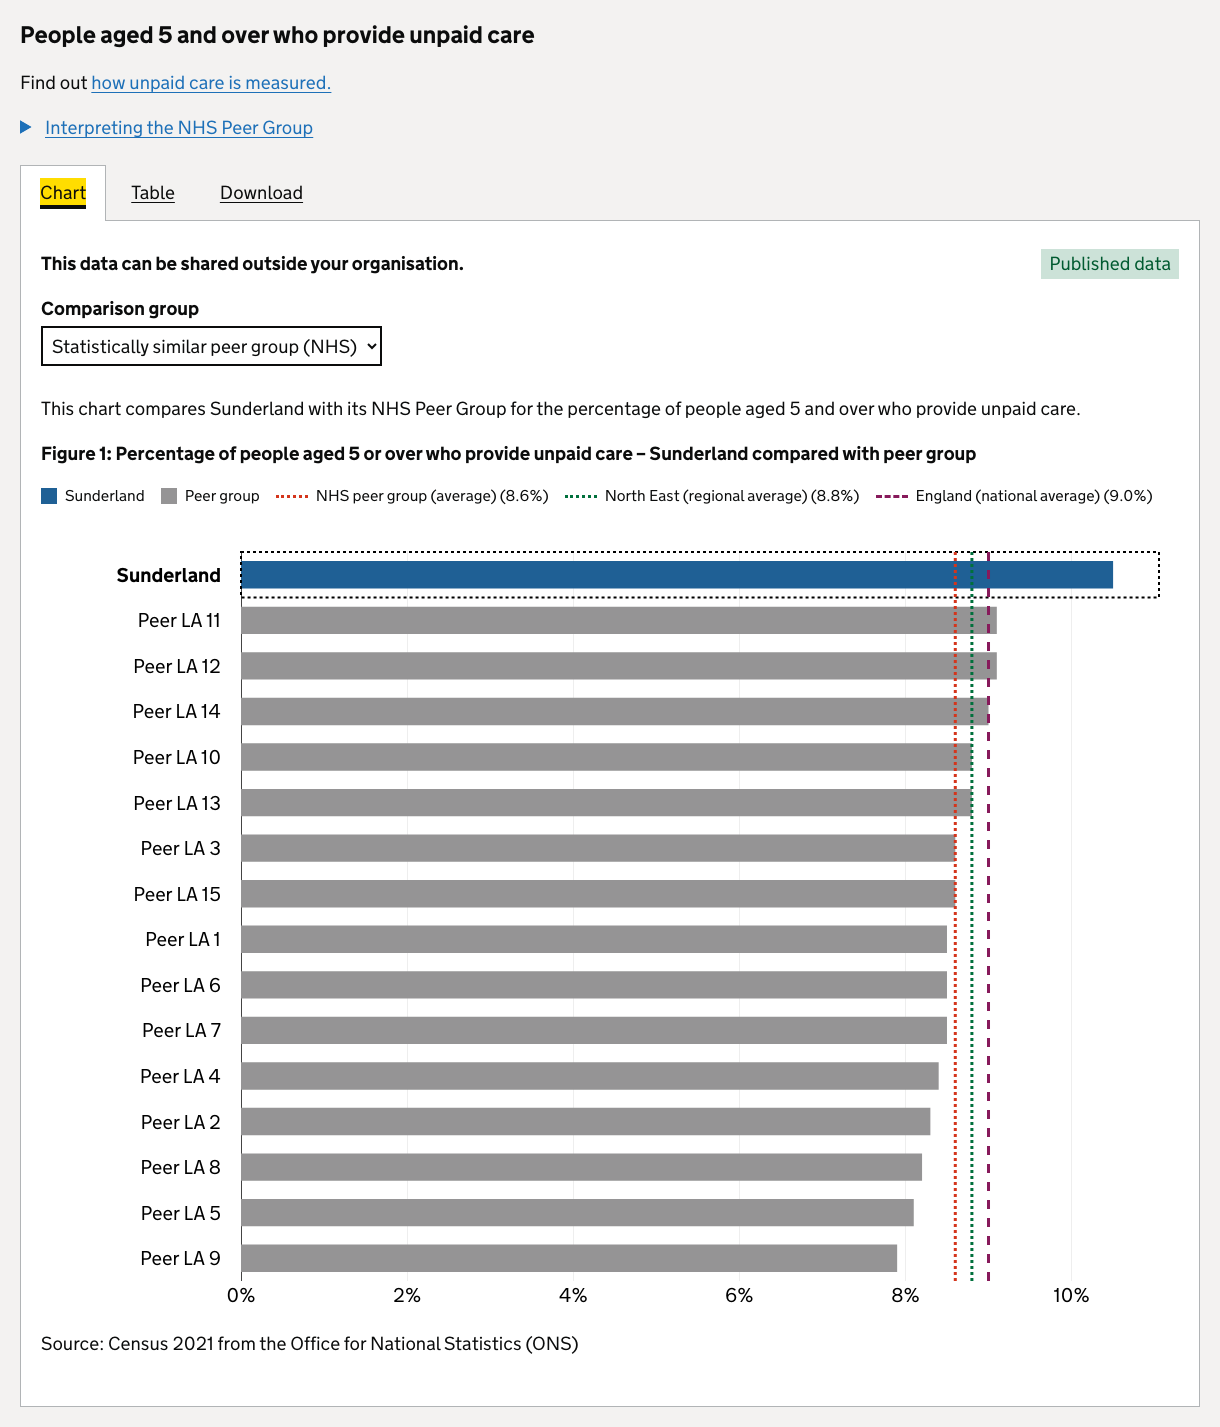 People aged 5 and over who provide unpaid care
Find out how unpaid care is measured.
Interpreting the NHS Peer Group
Chart Table Download
This data can be shared outside your organisation. Published data
Comparison group
Statistically similar peer group (NHS)
This chart compares Sunderland with its NHS Peer Group for the percentage of people aged 5 and over who provide unpaid care.
Figure 1: Percentage of people aged 5 or over who provide unpaid care – Sunderland compared with peer group
Sunderland Peer group NHS peer group (average) (8.6%) North East (regional average) (8.8%) England (national average) (9.0%)
Sunderland
Peer LA 11
Peer LA 12
Peer LA 14
Peer LA 10
Peer LA 13
Peer LA 3
Peer LA 15
Peer LA 1
Peer LA 6
Peer LA 7
Peer LA 4
Peer LA 2
Peer LA 8
Peer LA 5
Peer LA 9
0% 2% 4% 6% 8% 10%
Source: Census 2021 from the Office for National Statistics (ONS)